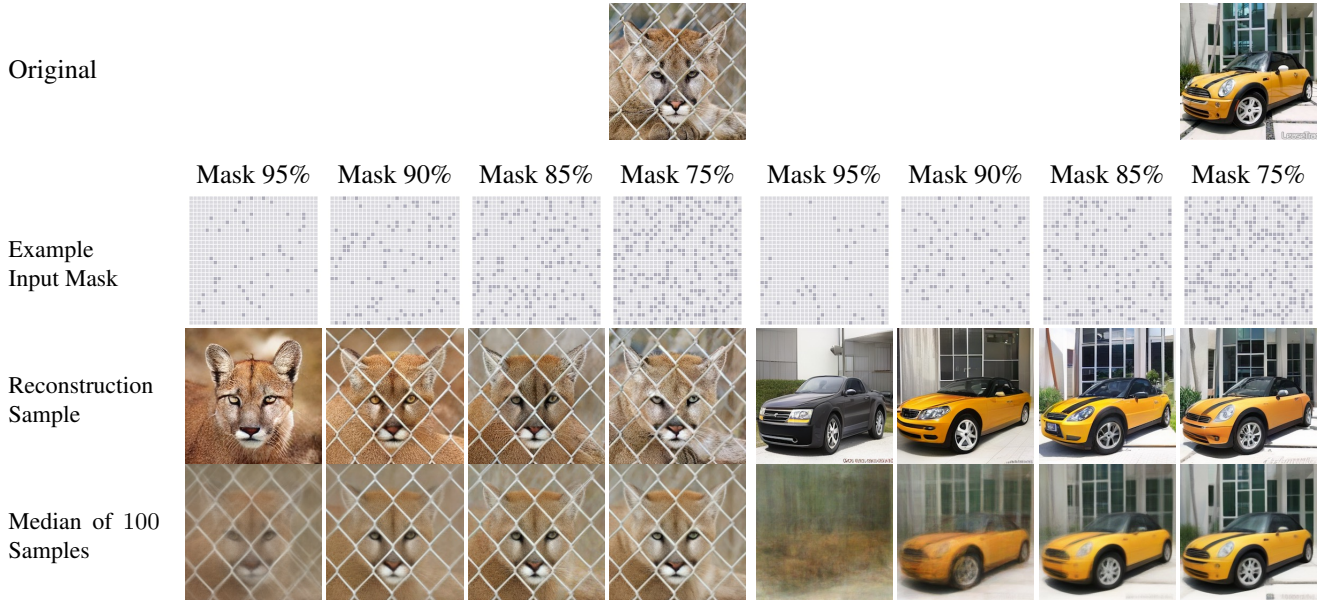 Original
Mask 95% Mask 90% Mask 85% Mask 75% Mask 95% Mask 90% Mask 85% Mask 75%
Example
Input Mask
Reconstruction
Sample
Median of 100
Samples